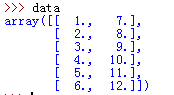 >>> data
array([[  1.,   7.],
       [  2.,   8.],
       [  3.,   9.],
       [  4.,  10.],
       [  5.,  11.],
       [  6.,  12.]])